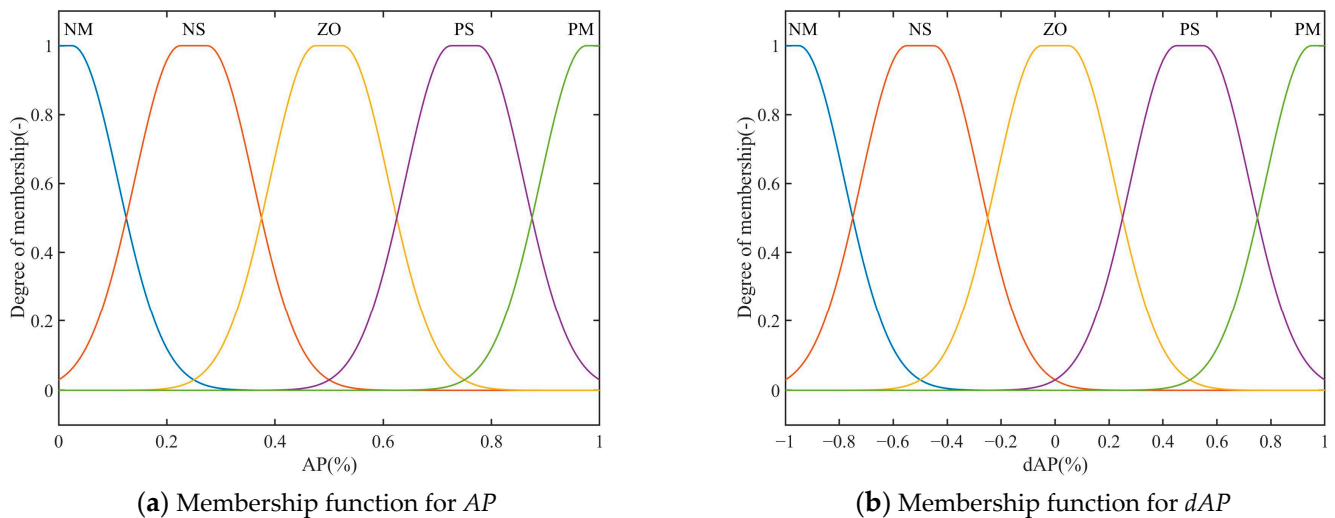 NM NS ZO PS PM
1
0.8
0.6
0.4
0.2
0
Degree of membership(-)
0 0.2 0.4 0.6 0.8 1
AP(%)
(a) Membership function for AP
NM NS ZO PS PM
1
0.8
0.6
0.4
0.2
0
Degree of membership(-)
−1 −0.8 −0.6 −0.4 −0.2 0 0.2 0.4 0.6 0.8 1
dAP(%)
(b) Membership function for dAP